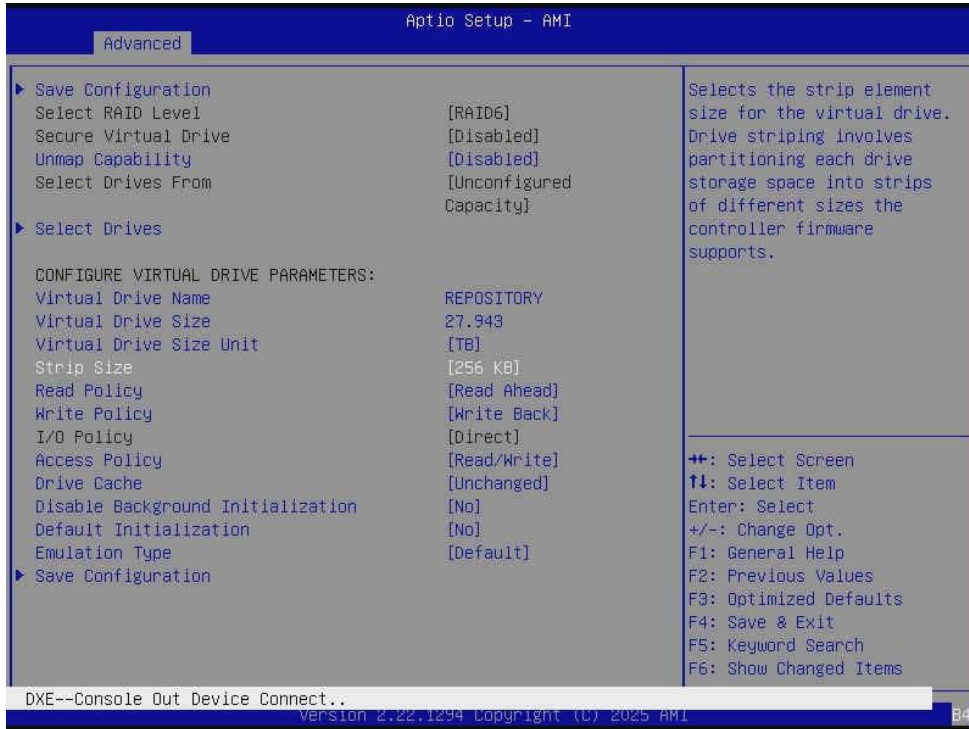 Aptio Setup – AMI
Advanced
Save Configuration
Select RAID Level [RAID6]
Secure Virtual Drive [Disabled]
Unmap Capability [Disabled]
Select Drives From [Unconfigured
Capacity]
Select Drives
CONFIGURE VIRTUAL DRIVE PARAMETERS:
Virtual Drive Name REPOSITORY
Virtual Drive Size 27.943
Virtual Drive Size Unit [TB]
Strip Size [256 KB]
Read Policy [Read Ahead]
Write Policy [Write Back]
I/O Policy [Direct]
Access Policy [Read/Write]
Drive Cache [Unchanged]
Disable Background Initialization [No]
Default Initialization [No]
Emulation Type [Default]
Save Configuration
Selects the strip element
size for the virtual drive.
Drive striping involves
partitioning each drive
storage space into strips
of different sizes the
controller firmware
supports.
→←: Select Screen
↑↓: Select Item
Enter: Select
+/-: Change Opt.
F1: General Help
F2: Previous Values
F3: Optimized Defaults
F4: Save & Exit
F5: Keyword Search
F6: Show Changed Items
DXE--Console Out Device Connect..
Version 2.22.1294 Copyright (C) 2025 AMI
B4